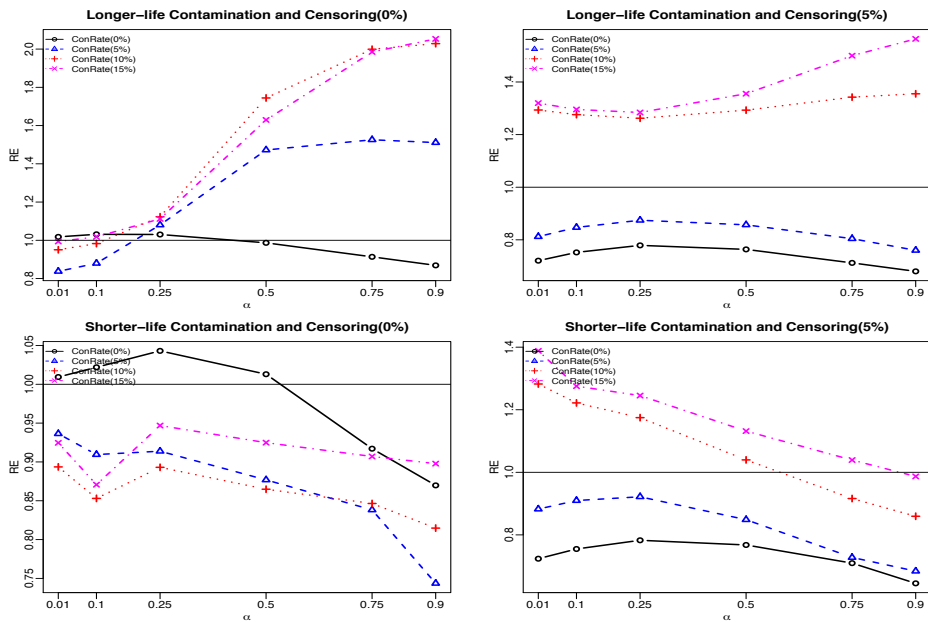 Longer-life Contamination and Censoring(0%)
ConRate(0%)
ConRate(5%)
ConRate(10%)
ConRate(15%)
RE
0.8
1.0
1.2
1.4
1.6
1.8
2.0
0.01
0.1
0.25
0.5
0.75
0.9
α
Longer-life Contamination and Censoring(5%)
ConRate(0%)
ConRate(5%)
ConRate(10%)
ConRate(15%)
RE
0.8
1.0
1.2
1.4
0.01
0.1
0.25
0.5
0.75
0.9
α
Shorter-life Contamination and Censoring(0%)
ConRate(0%)
ConRate(5%)
ConRate(10%)
ConRate(15%)
RE
0.75
0.80
0.85
0.90
0.95
1.00
1.05
0.01
0.1
0.25
0.5
0.75
0.9
α
Shorter-life Contamination and Censoring(5%)
ConRate(0%)
ConRate(5%)
ConRate(10%)
ConRate(15%)
RE
0.8
1.0
1.2
1.4
0.01
0.1
0.25
0.5
0.75
0.9
α